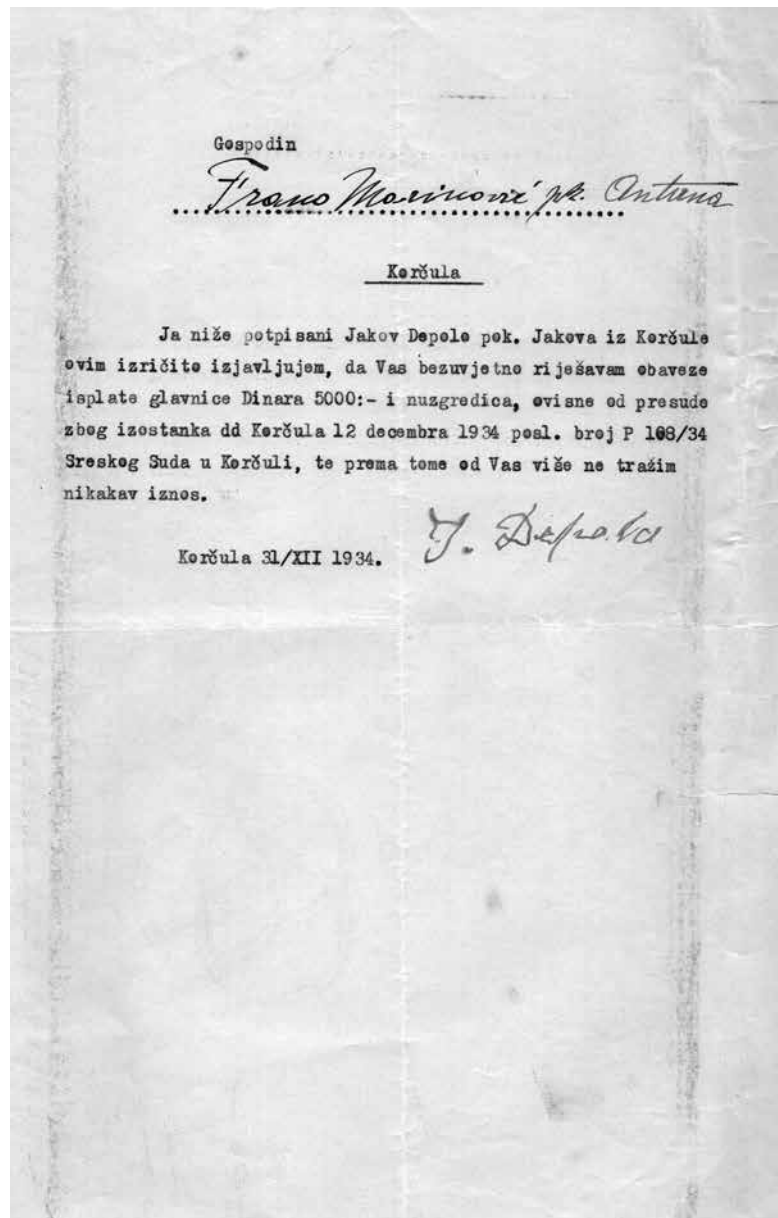 Gospodin
Frano Marinović pk. Antuna
Korčula
Ja niže potpisani Jakov Depolo pok. Jakova iz Korčule
ovim izričito izjavljujem, da Vas bezuvjetno riješavam obaveze
isplate glavnice Dinara 5000:- i nuzgredica, ovisne od presude
zbog izostanka dd Korčula 12 decembra 1934 posl. broj P 168/34
Sreskog Suda u Korčuli, te prema tome od Vas više ne tražim
nikakav iznos.
J. Depolo
Korčula 31/XII 1934.